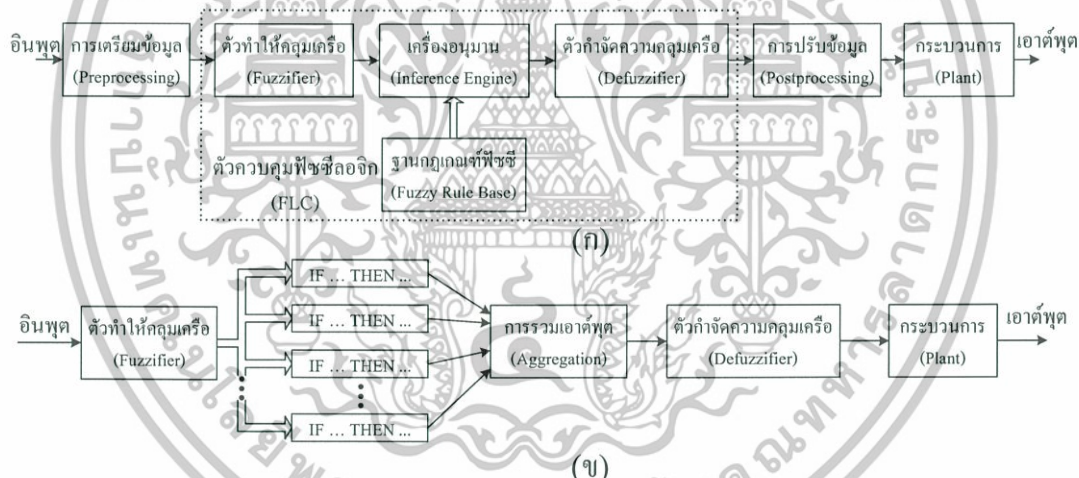 อินพุต
การเตรียมข้อมูล
(Preprocessing)
ตัวทำให้คลุมเครือ
(Fuzzifier)
เครื่องอนุมาน
(Inference Engine)
ตัวกำจัดความคลุมเครือ
(Defuzzifier)
การปรับข้อมูล
(Postprocessing)
กระบวนการ
(Plant)
เอาต์พุต
ตัวควบคุมฟัซซีลอจิก
(FLC)
ฐานกฎเกณฑ์ฟัซซี
(Fuzzy Rule Base)
(ก)
อินพุต
ตัวทำให้คลุมเครือ
(Fuzzifier)
IF ... THEN ...
IF ... THEN ...
IF ... THEN ...
IF ... THEN ...
การรวมเอาต์พุต
(Aggregation)
ตัวกำจัดความคลุมเครือ
(Defuzzifier)
กระบวนการ
(Plant)
เอาต์พุต
(ข)